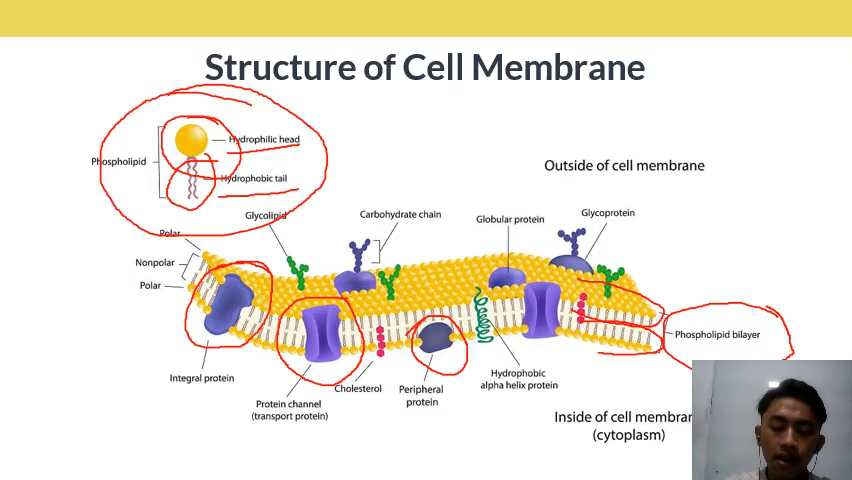 Structure of Cell Membrane
Hydrophilic head
Phospholipid
Hydrophobic tail
Outside of cell membrane
Glycolipid
Carbohydrate chain
Globular protein
Glycoprotein
Polar
Nonpolar
Polar
Phospholipid bilayer
Integral protein
Protein channel
(transport protein)
Cholesterol
Peripheral
protein
Hydrophobic
alpha helix protein
Inside of cell membran
(cytoplasm)